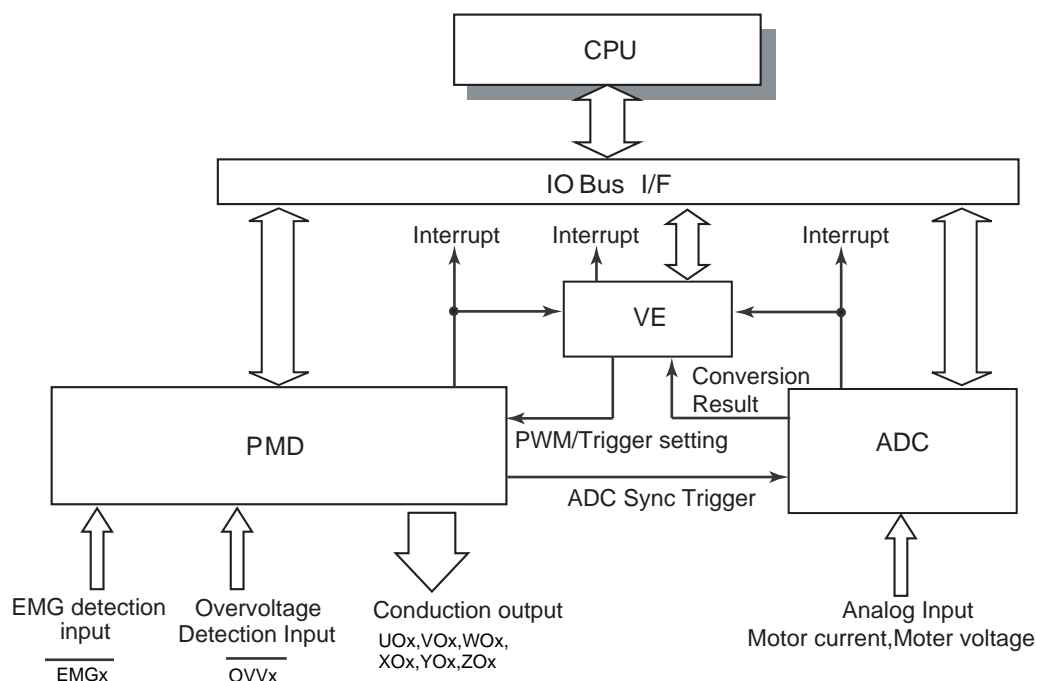 CPU
IO Bus I/F
Interrupt
Interrupt
Interrupt
VE
Conversion
Result
PMD
PWM/Trigger setting
ADC
ADC Sync Trigger
EMG detection
input
EMGx
Overvoltage
Detection Input
OVVx
Conduction output
UOx,VOx,WOx,
XOx,YOx,ZOx
Analog Input
Motor current,Moter voltage